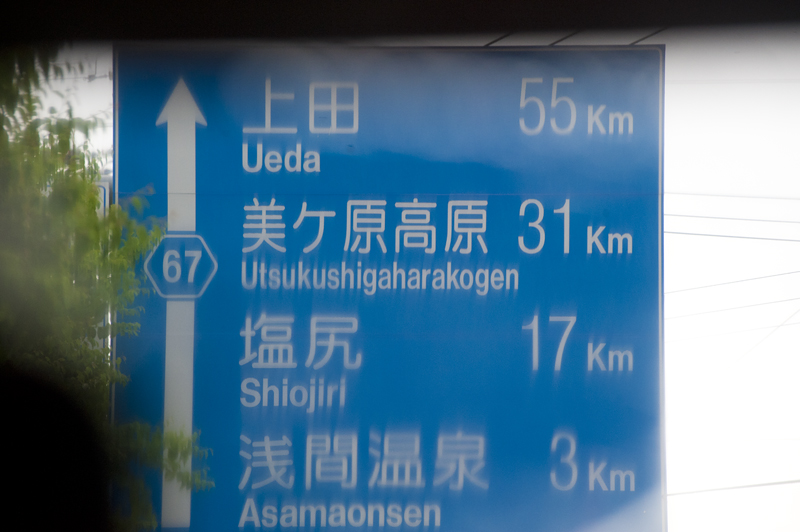 上田 55 Km
Ueda
美ケ原高原 31 Km
67
Utsukushigaharakogen
塩尻 17 Km
Shiojiri
浅間温泉 3 Km
Asamaonsen